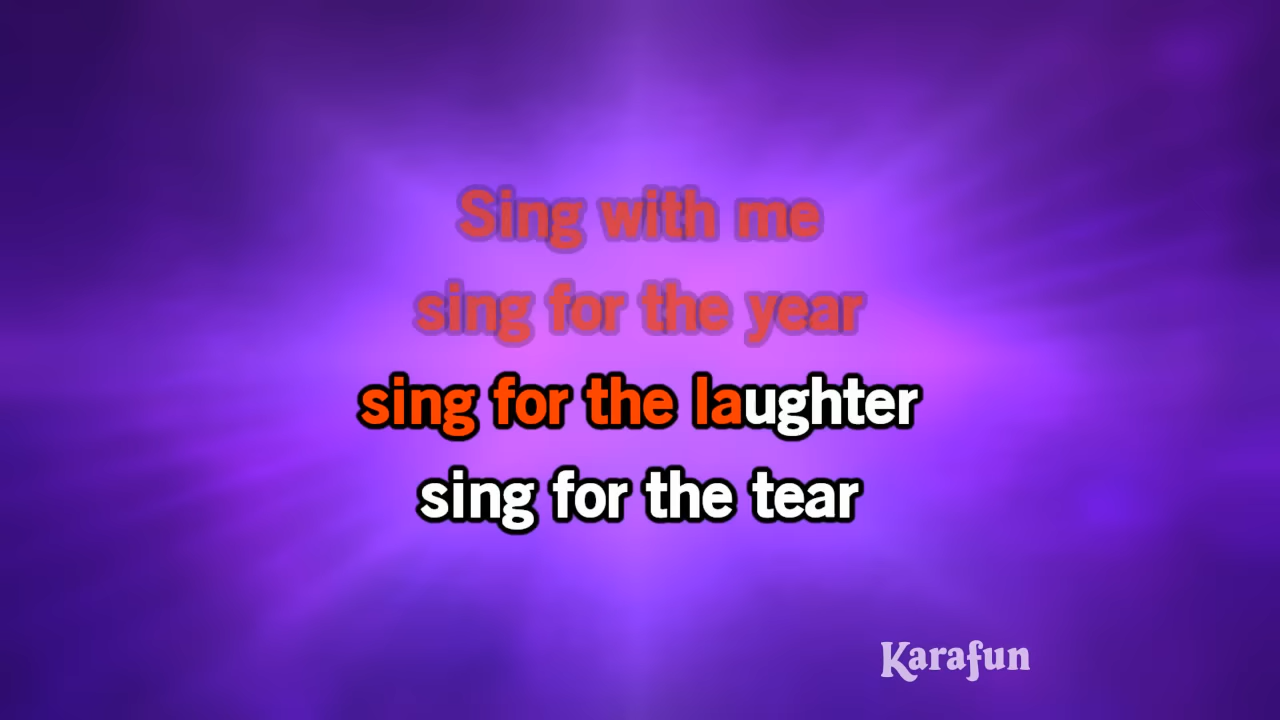 Sing with me
sing for the year
sing for the laughter
sing for the tear
Karafun